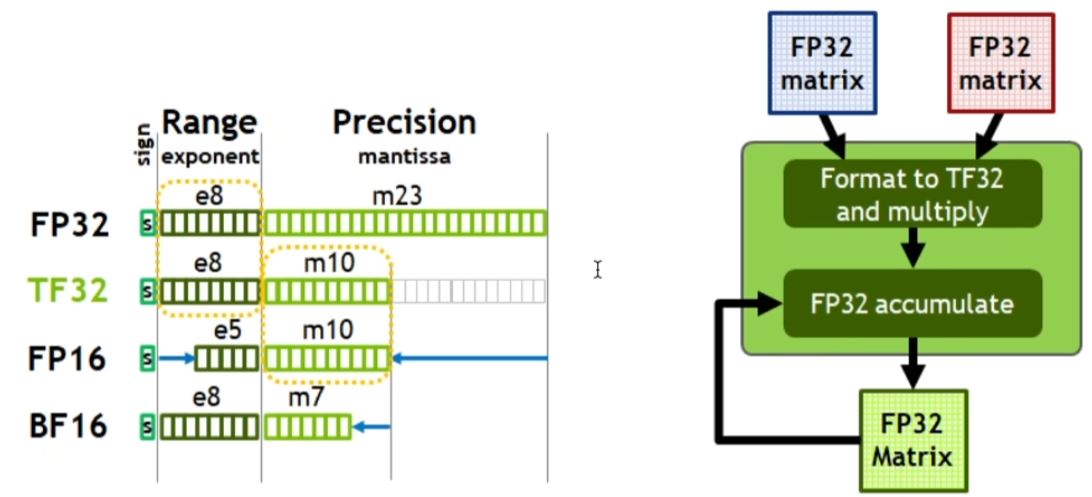 sign
Range
exponent
Precision
mantissa
e8
m23
FP32
s
e8
m10
TF32
s
e5
m10
FP16
s
e8
m7
BF16
s
FP32
matrix
FP32
matrix
Format to TF32
and multiply
FP32 accumulate
FP32
Matrix